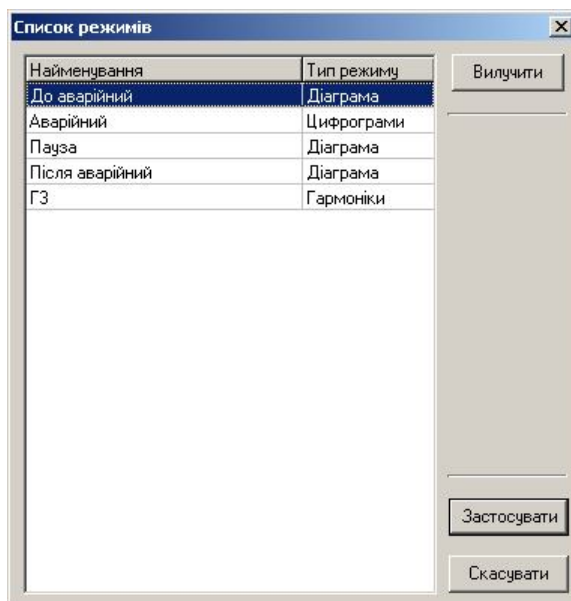 Список режимів
Найменування Тип режиму
До аварійний Діаграма
Аварійний Цифрограми
Пауза Діаграма
Після аварійний Діаграма
ГЗ Гармоніки
Вилучити
Застосувати
Скасувати